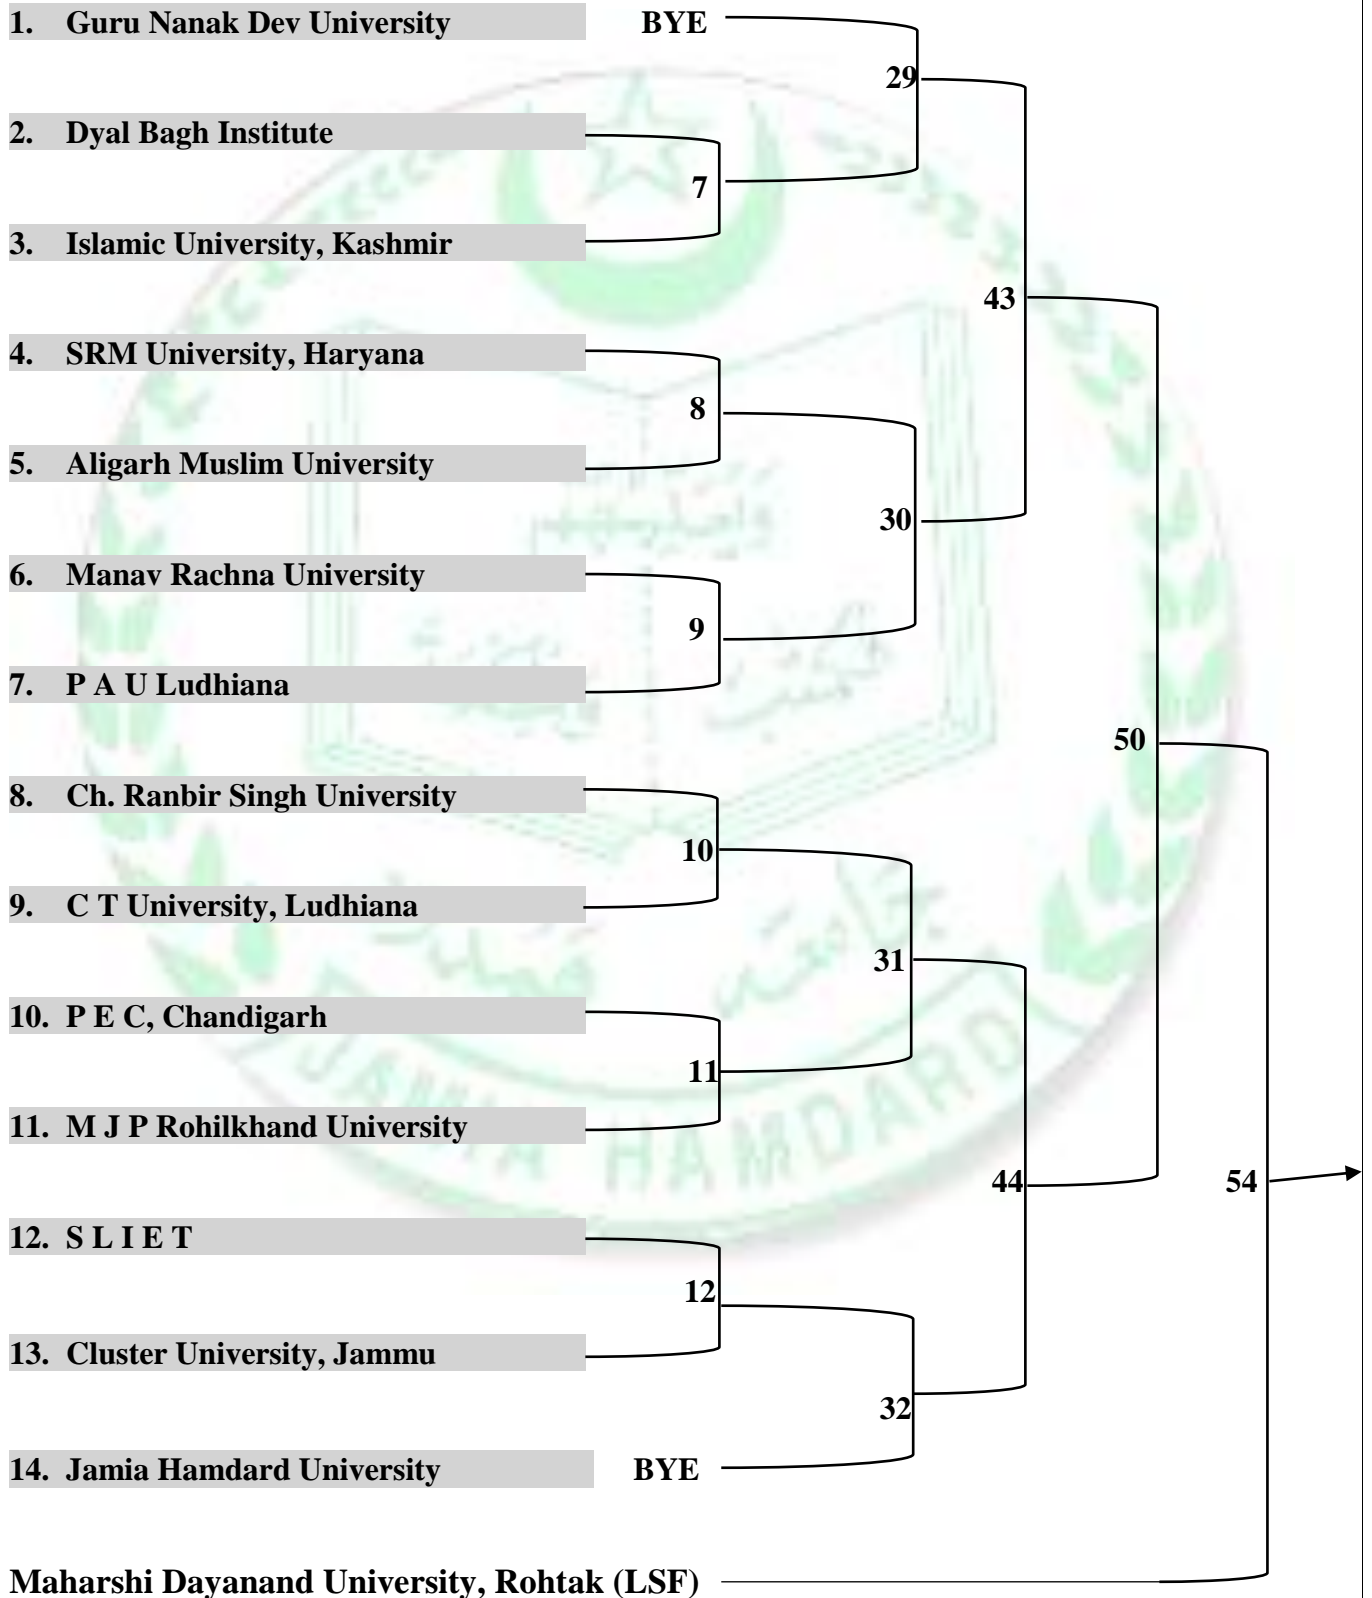 1. Guru Nanak Dev University BYE
29
2. Dyal Bagh Institute
7
3. Islamic University, Kashmir
43
4. SRM University, Haryana
8
5. Aligarh Muslim University
30
6. Manav Rachna University
9
7. P A U Ludhiana
50
8. Ch. Ranbir Singh University
10
9. C T University, Ludhiana
31
10. P E C, Chandigarh
11
11. M J P Rohilkhand University
44 54
12. S L I E T
12
13. Cluster University, Jammu
32
14. Jamia Hamdard University BYE
Maharshi Dayanand University, Rohtak (LSF)
JAMIA HAMDARD